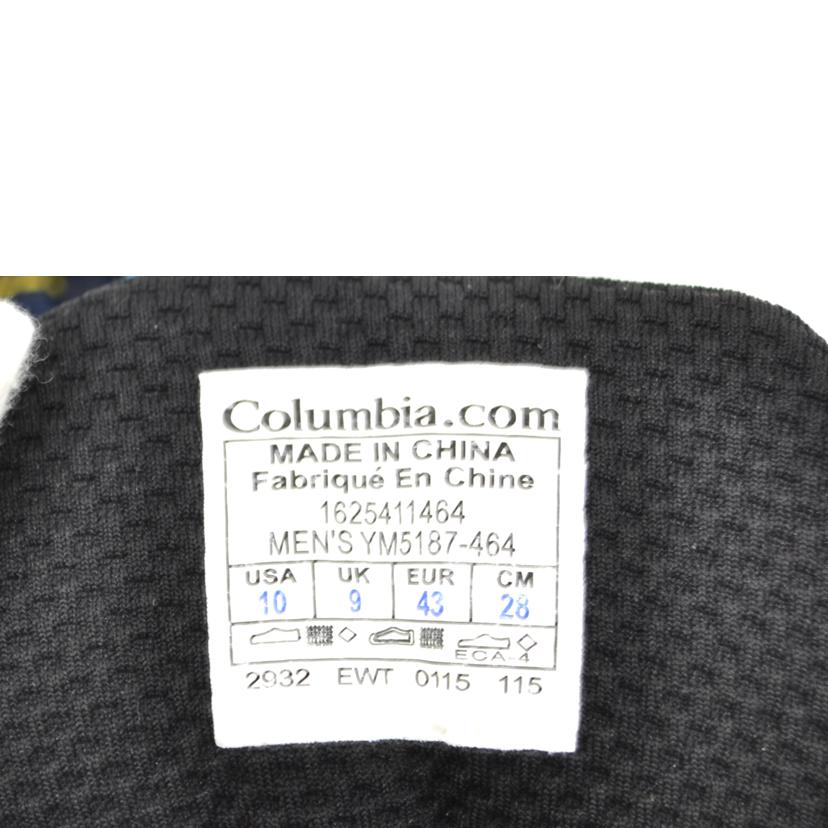 Columbia.com
MADE IN CHINA
Fabriqué En Chine
1625411464
MEN'S YM5187-464
USA UK EUR CM
10 9 43 28
ECA-4
2932 EWT 0115 115